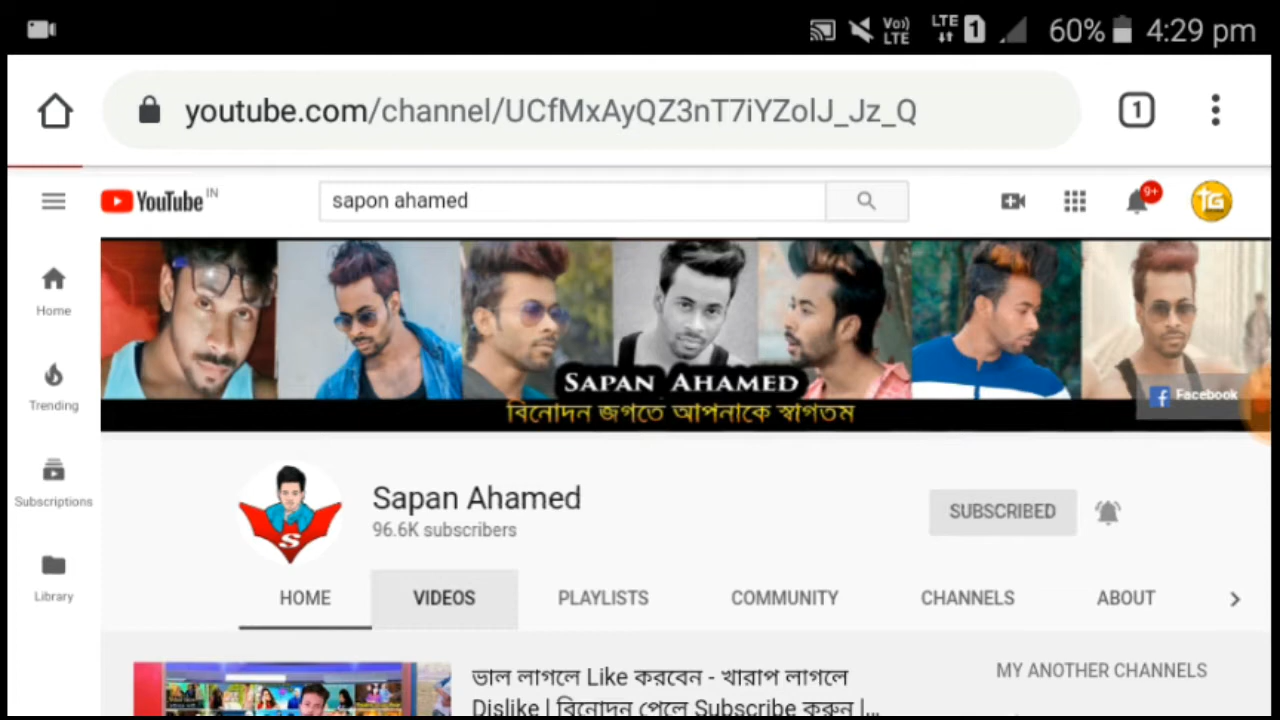 Vo)) LTE LTE 1 60% 4:29 pm
youtube.com/channel/UCfMxAyQZ3nT7iYZolJ_Jz_Q 1
YouTube IN sapon ahamed 9+ TG
SAPAN AHAMED
বিনোদন জগতে আপনাকে স্বাগতম
Facebook
Home
Trending
Subscriptions
Library
S
Sapan Ahamed
96.6K subscribers
SUBSCRIBED
HOME VIDEOS PLAYLISTS COMMUNITY CHANNELS ABOUT
ভাল লাগলে Like করবেন - খারাপ লাগলে
Dislike | বিনোদন পেলে Subscribe করুন |...
MY ANOTHER CHANNELS